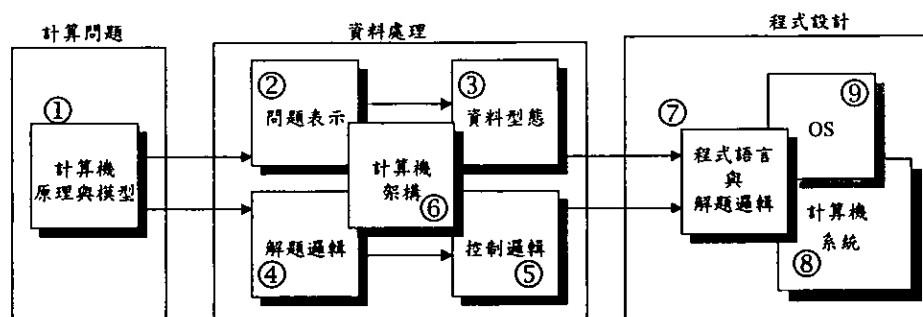 計算問題
資料處理
程式設計
①
計算機
原理與模型
②
問題表示
③
資料型態
④
解題邏輯
⑤
控制邏輯
計算機
架構
⑥
⑦
程式語言
與
解題邏輯
⑨
OS
計算機
系統
⑧